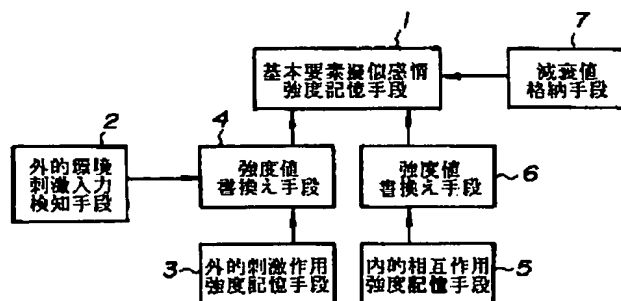 1
基本要素擬似感情
強度記憶手段
7
減衰値
格納手段
2
外的環境
刺激入力
検知手段
4
強度値
書換え手段
強度値
書換え手段
6
3
外的刺激作用
強度記憶手段
内的相互作用
強度記憶手段
5